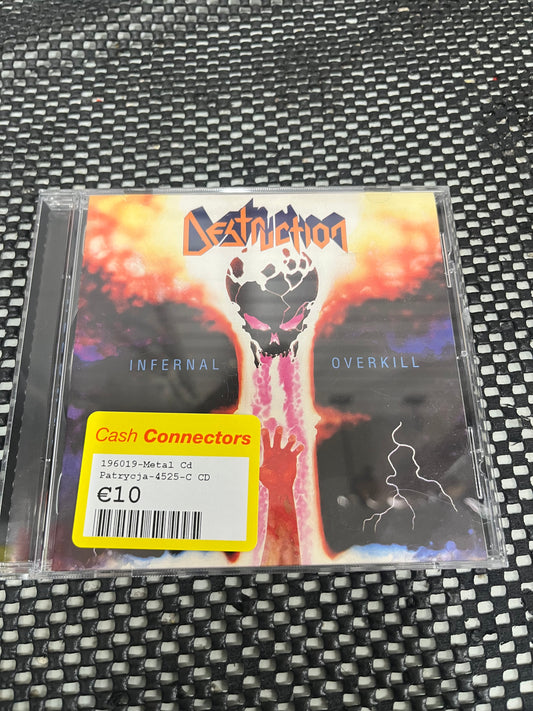 Destruction
INFERNAL OVERKILL
Cash Connectors
196019-Metal Cd
Patrycja-4525-C CD
€10